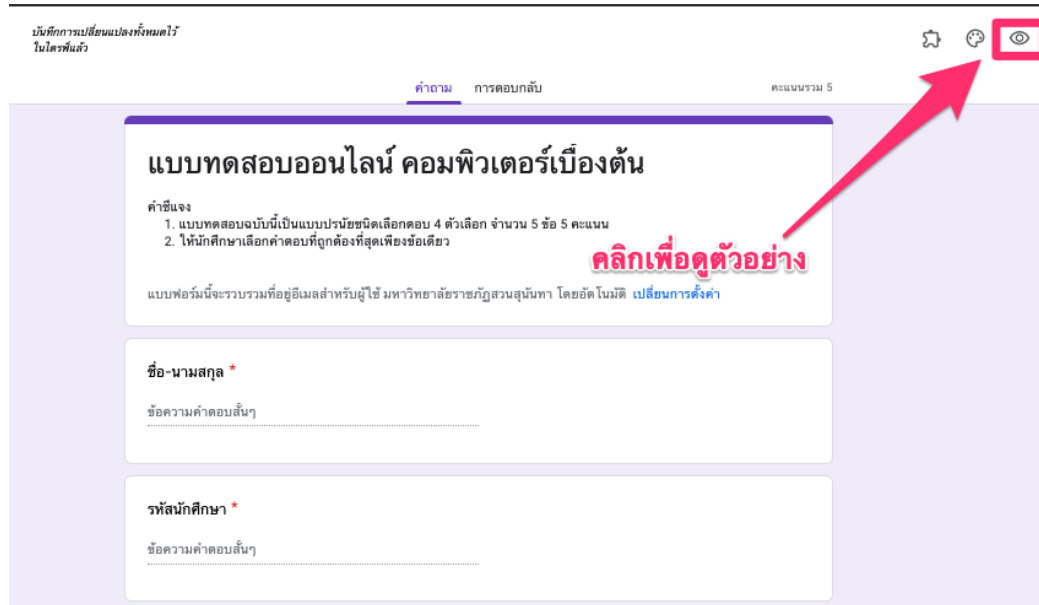 บันทึกการเปลี่ยนแปลงทั้งหมดไว้
ในไดรฟ์แล้ว
คำถาม การตอบกลับ คะแนนรวม 5
แบบทดสอบออนไลน์ คอมพิวเตอร์เบื้องต้น
คำชี้แจง
1. แบบทดสอบฉบับนี้เป็นแบบปรนัยชนิดเลือกตอบ 4 ตัวเลือก จำนวน 5 ข้อ 5 คะแนน
2. ให้นักศึกษาเลือกคำตอบที่ถูกต้องที่สุดเพียงข้อเดียว
คลิกเพื่อดูตัวอย่าง
แบบฟอร์มนี้จะรวบรวมที่อยู่อีเมลสำหรับผู้ใช้ มหาวิทยาลัยราชภัฏสวนสุนันทา โดยอัตโนมัติ เปลี่ยนการตั้งค่า
ชื่อ-นามสกุล *
ข้อความคำตอบสั้นๆ
รหัสนักศึกษา *
ข้อความคำตอบสั้นๆ